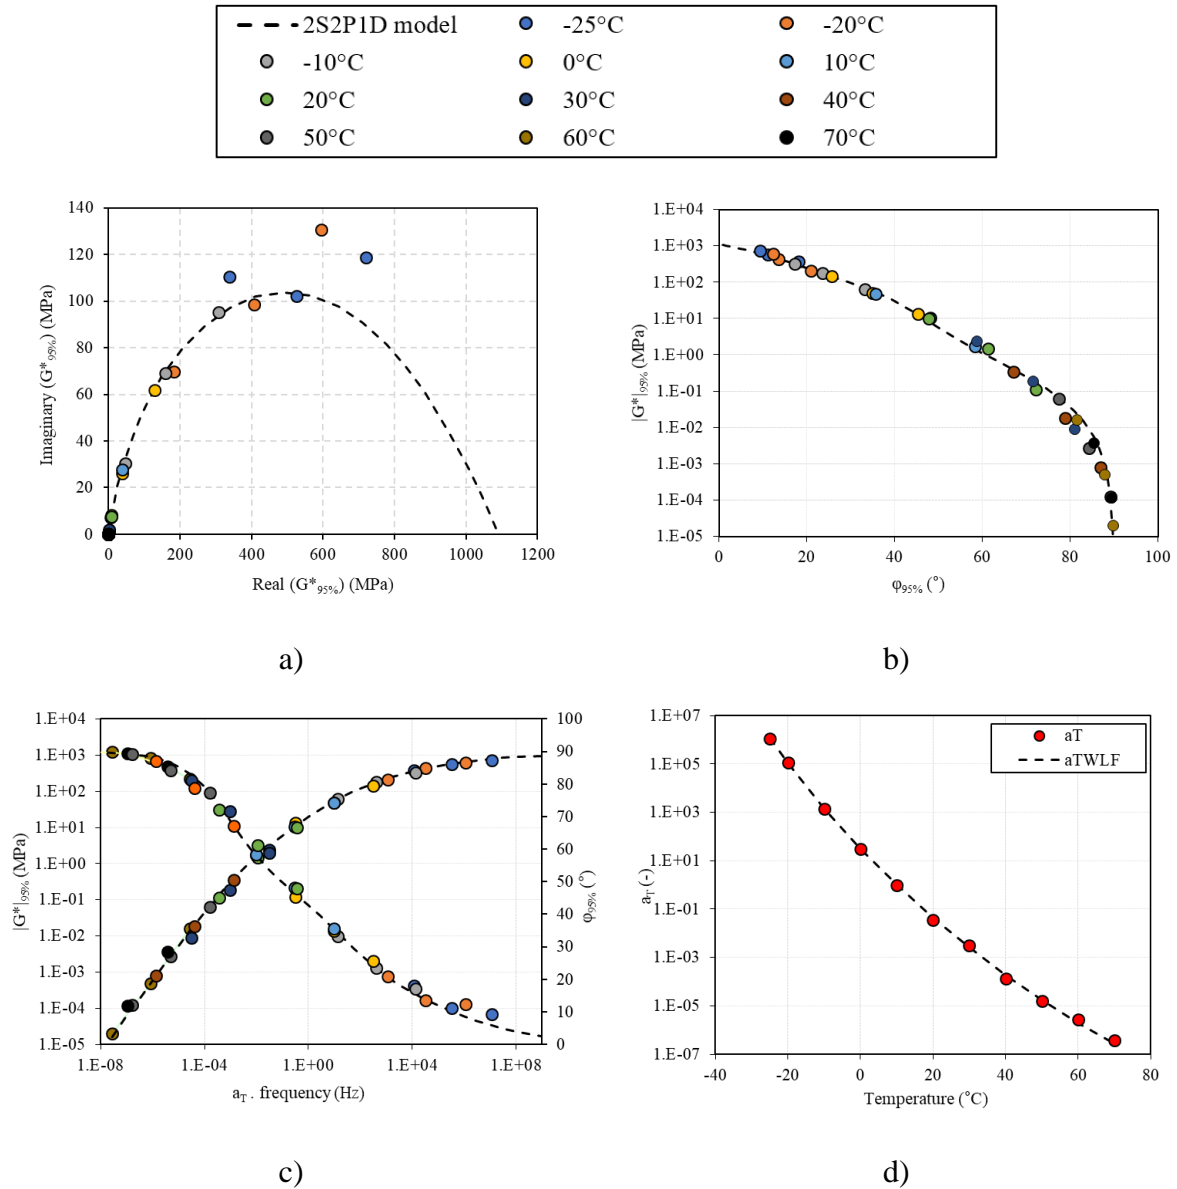 2S2P1D model -25°C -20°C
-10°C 0°C 10°C
20°C 30°C 40°C
50°C 60°C 70°C
140
120
100
80
60
40
20
0
0 200 400 600 800 1000 1200
Imaginary (G*95%) (MPa)
Real (G*95%) (MPa)
a)
1.E+04
1.E+03
1.E+02
1.E+01
1.E+00
1.E-01
1.E-02
1.E-03
1.E-04
1.E-05
0 20 40 60 80 100
|G*|95% (MPa)
φ95% (°)
b)
1.E+04
1.E+03
1.E+02
1.E+01
1.E+00
1.E-01
1.E-02
1.E-03
1.E-04
1.E-05
100
90
80
70
60
50
40
30
20
10
0
1.E-08 1.E-04 1.E+00 1.E+04 1.E+08
|G*|95% (MPa)
φ95% (°)
aT . frequency (Hz)
c)
1.E+07
1.E+05
1.E+03
1.E+01
1.E-01
1.E-03
1.E-05
1.E-07
-40 -20 0 20 40 60 80
aT (-)
Temperature (°C)
aT
aTWLF
d)